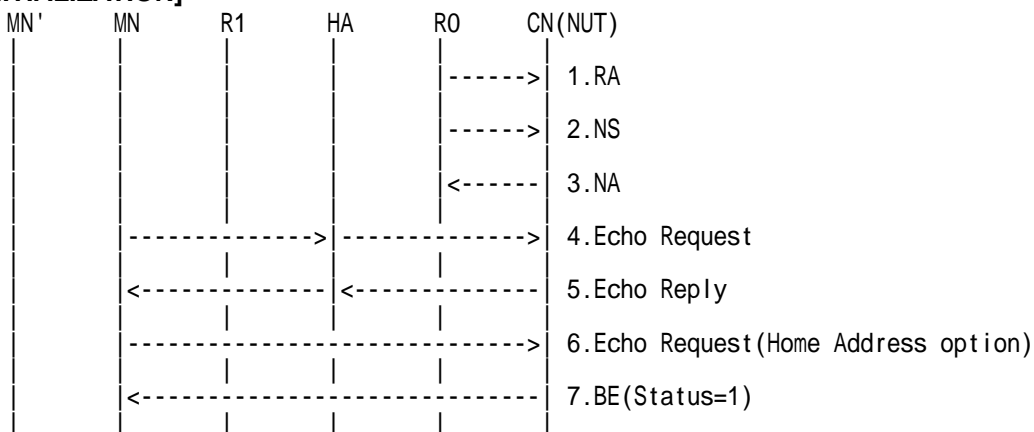 MN' MN R1 HA R0 CN(NUT)
1.RA
2.NS
3.NA
4.Echo Request
5.Echo Reply
6.Echo Request(Home Address option)
7.BE(Status=1)